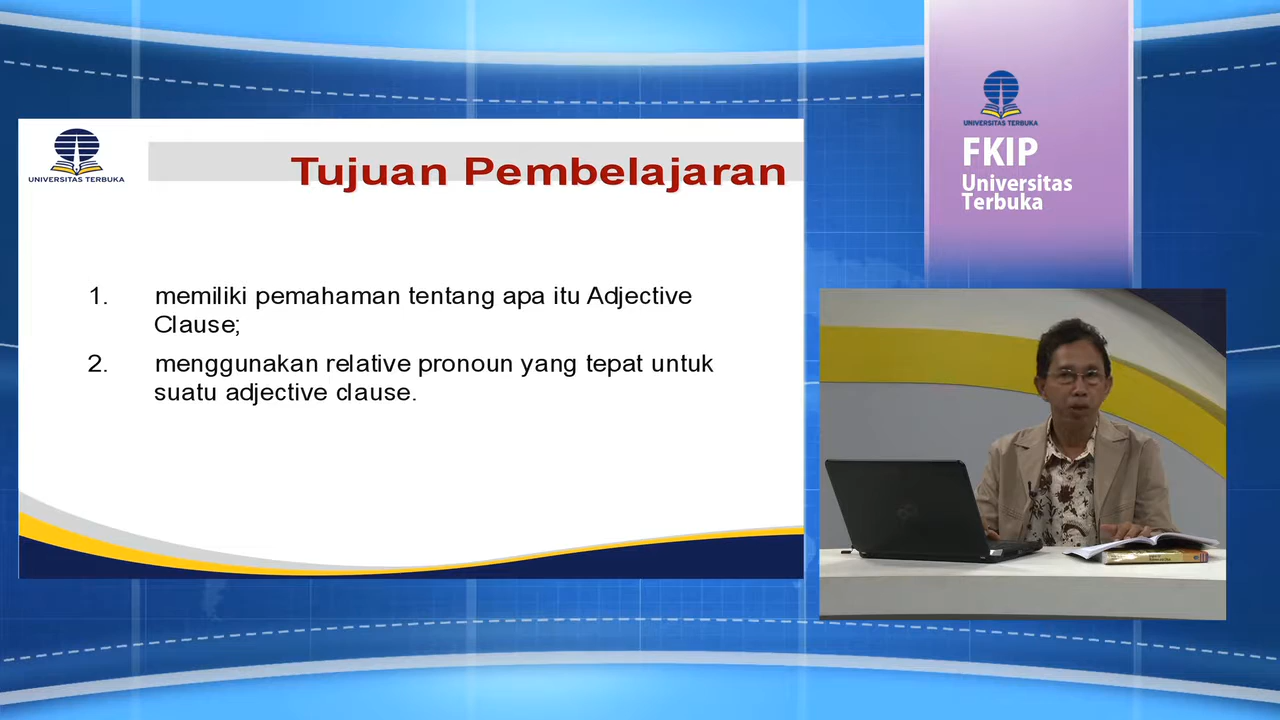 UNIVERSITAS TERBUKA
Tujuan Pembelajaran
1. memiliki pemahaman tentang apa itu Adjective
Clause;
2. menggunakan relative pronoun yang tepat untuk
suatu adjective clause.
UNIVERSITAS TERBUKA
FKIP
Universitas
Terbuka